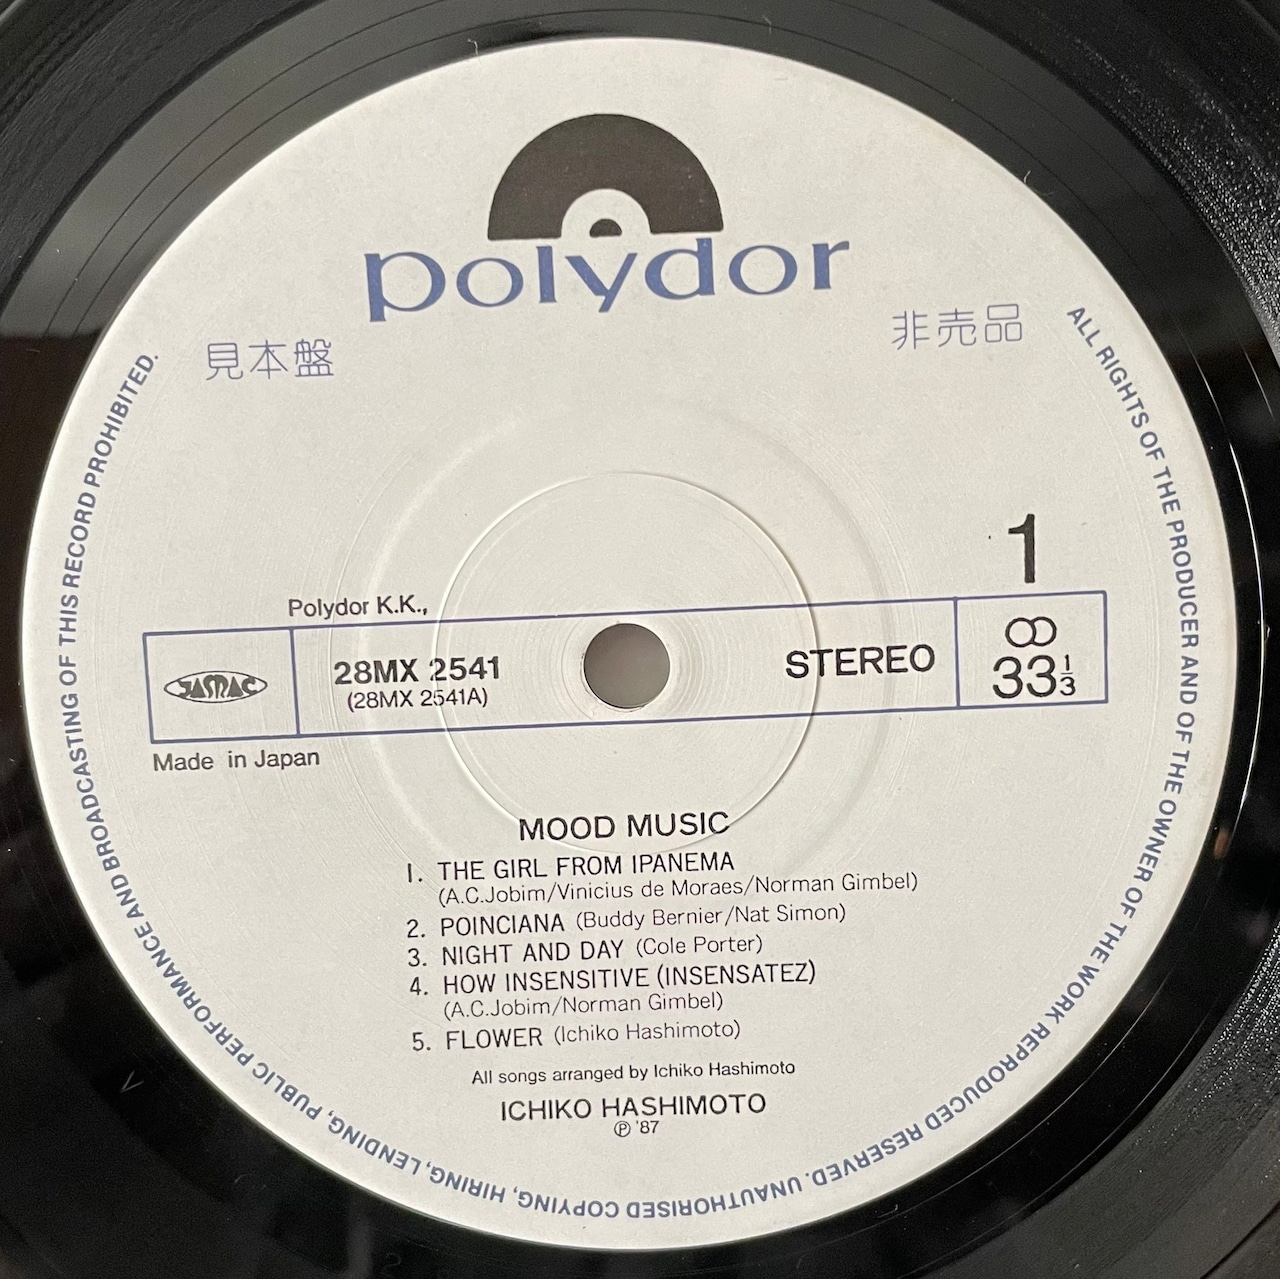 polydor
見本盤
非売品
1
Polydor K.K.,
JASRAC
28MX 2541
(28MX 2541A)
STEREO
33⅓
Made in Japan
MOOD MUSIC
1. THE GIRL FROM IPANEMA
(A.C.Jobim/Vinicius de Moraes/Norman Gimbel)
2. POINCIANA (Buddy Bernier/Nat Simon)
3. NIGHT AND DAY (Cole Porter)
4. HOW INSENSITIVE (INSENSATEZ)
(A.C.Jobim/Norman Gimbel)
5. FLOWER (Ichiko Hashimoto)
All songs arranged by Ichiko Hashimoto
ICHIKO HASHIMOTO
℗ '87
ALL RIGHTS OF THE PRODUCER AND OF THE OWNER OF THE WORK REPRODUCED RESERVED. UNAUTHORISED COPYING, HIRING, LENDING, PUBLIC PERFORMANCE AND BROADCASTING OF THIS RECORD PROHIBITED.